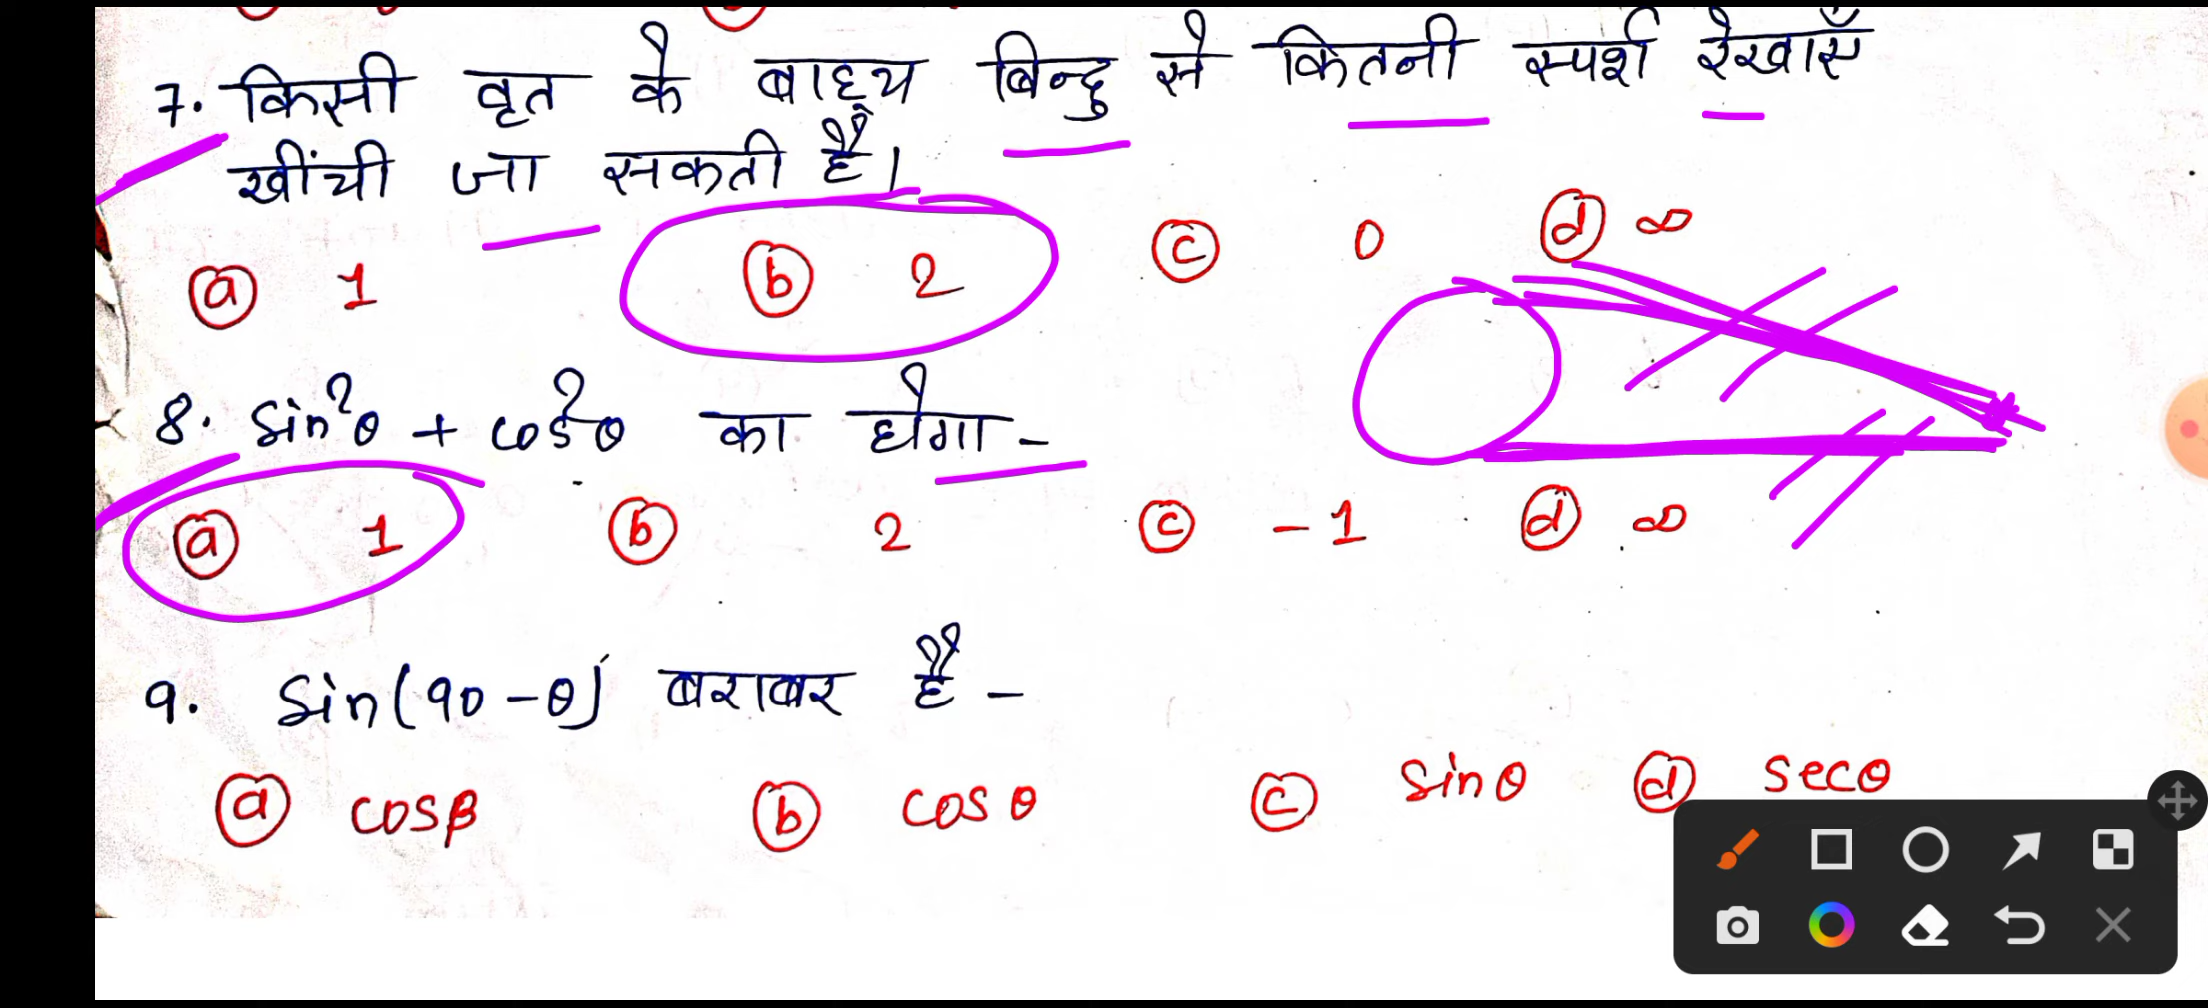 7. किसी वृत के बाह्य बिन्दु से कितनी स्पर्श रेखाएँ
खींची जा सकती है।
(a) 1 (b) 2 (c) 0 (d) ∞
8. sin²θ + cos²θ का होगा -
(a) 1 (b) 2 (c) -1 (d) ∞
9. sin(90-θ) बराबर है -
(a) cosβ (b) cosθ (c) sinθ (d) secθ